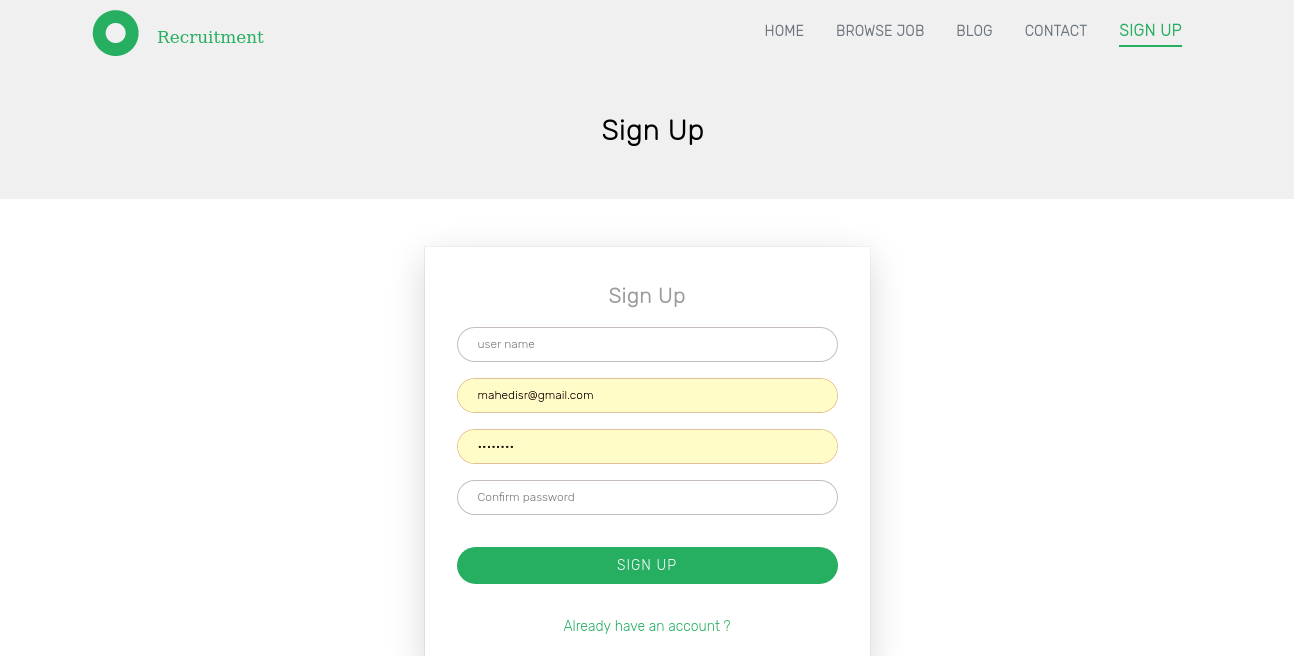 Recruitment
HOME BROWSE JOB BLOG CONTACT SIGN UP
Sign Up
Sign Up
user name
mahedisr@gmail.com
••••••••
Confirm password
SIGN UP
Already have an account ?